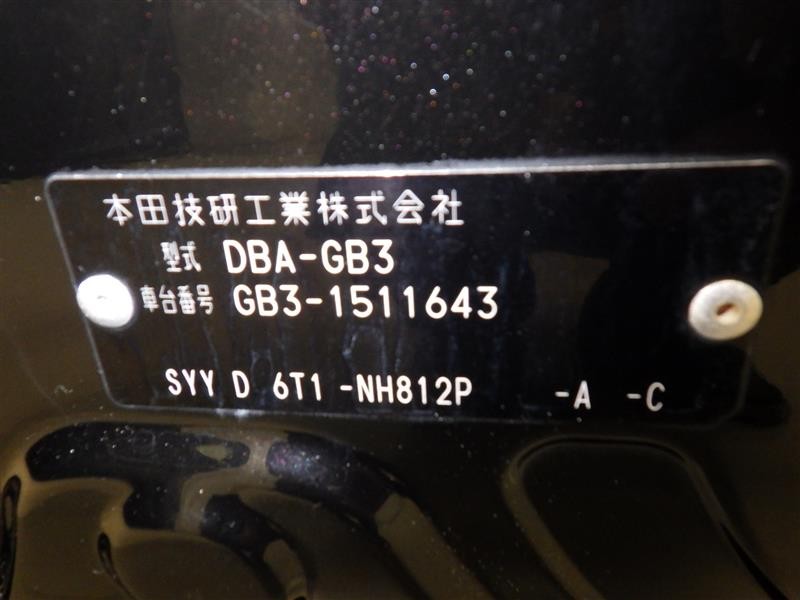 本田技研工業株式会社
型式 DBA-GB3
車台番号 GB3-1511643
SYY D 6T1 -NH812P -A -C